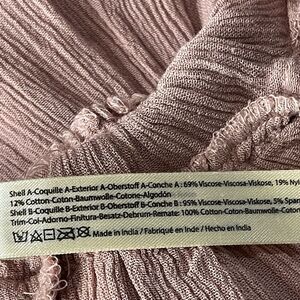 Shell A-Coquille A-Exterior A-Oberstoff A-Conche A : 69% Viscose-Viscosa-Viskose, 19% Ny
12% Cotton-Coton-Baumwolle-Cotone-Algodón
Shell B-Coquille B-Exterior B-Oberstoff B-Conche B : 95% Viscose-Viscosa-Viskose, 5% Span
Trim-Col-Adorno-Finitura-Besatz-Debrum-Remate: 100% Cotton-Coton-Baumwolle-Cotone-
Made in India / Fabriqué en Inde / Hecho en India